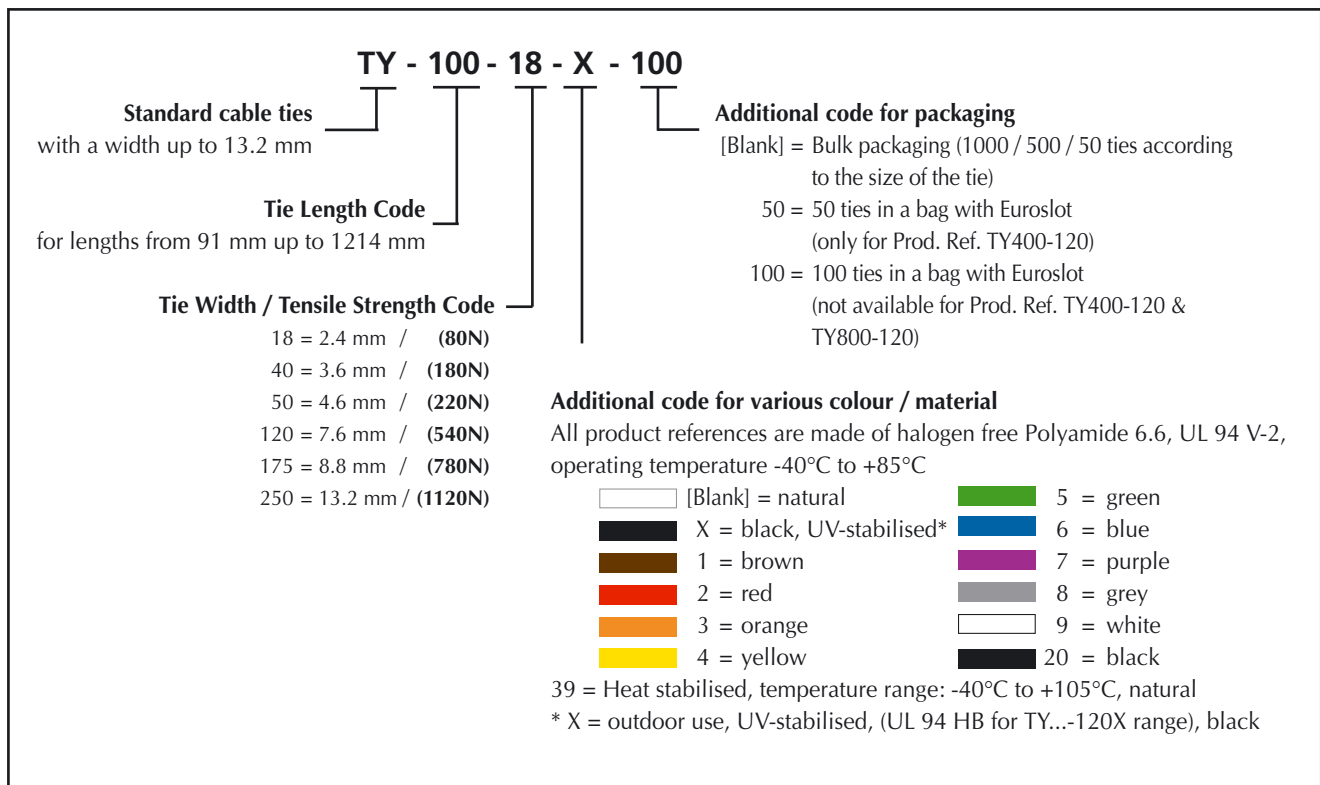 TY - 100 - 18 - X - 100
Standard cable ties
with a width up to 13.2 mm
Tie Length Code
for lengths from 91 mm up to 1214 mm
Tie Width / Tensile Strength Code
18 = 2.4 mm / (80N)
40 = 3.6 mm / (180N)
50 = 4.6 mm / (220N)
120 = 7.6 mm / (540N)
175 = 8.8 mm / (780N)
250 = 13.2 mm / (1120N)
Additional code for packaging
[Blank] = Bulk packaging (1000 / 500 / 50 ties according
to the size of the tie)
50 = 50 ties in a bag with Euroslot
(only for Prod. Ref. TY400-120)
100 = 100 ties in a bag with Euroslot
(not available for Prod. Ref. TY400-120 &
TY800-120)
Additional code for various colour / material
All product references are made of halogen free Polyamide 6.6, UL 94 V-2,
operating temperature -40°C to +85°C
[Blank] = natural
X = black, UV-stabilised*
1 = brown
2 = red
3 = orange
4 = yellow
5 = green
6 = blue
7 = purple
8 = grey
9 = white
20 = black
39 = Heat stabilised, temperature range: -40°C to +105°C, natural
* X = outdoor use, UV-stabilised, (UL 94 HB for TY...-120X range), black